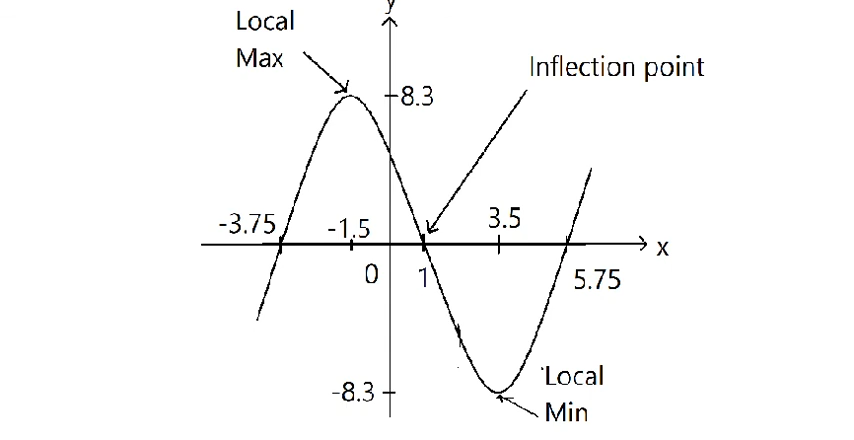 y
Local
Max
Inflection point
8.3
-3.75
-1.5
3.5
x
0
1
5.75
-8.3
Local
Min